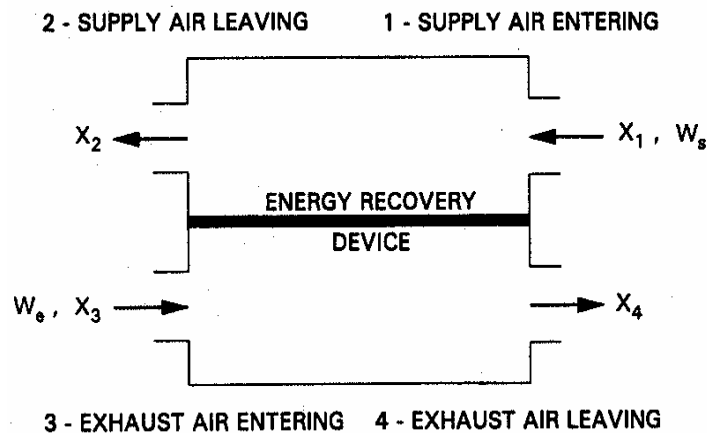 2 - SUPPLY AIR LEAVING 1 - SUPPLY AIR ENTERING
X₂ X₁ , Wₛ
ENERGY RECOVERY
DEVICE
Wₑ , X₃ X₄
3 - EXHAUST AIR ENTERING 4 - EXHAUST AIR LEAVING